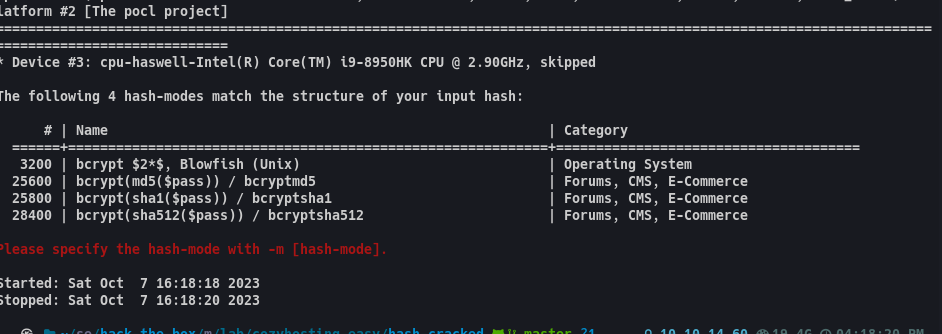 latform #2 [The pocl project]
====================================================================================================================
============================
* Device #3: cpu-haswell-Intel(R) Core(TM) i9-8950HK CPU @ 2.90GHz, skipped
The following 4 hash-modes match the structure of your input hash:
# | Name | Category
======+============================================================+======================================
3200 | bcrypt $2*$, Blowfish (Unix) | Operating System
25600 | bcrypt(md5($pass)) / bcryptmd5 | Forums, CMS, E-Commerce
25800 | bcrypt(sha1($pass)) / bcryptsha1 | Forums, CMS, E-Commerce
28400 | bcrypt(sha512($pass)) / bcryptsha512 | Forums, CMS, E-Commerce
Please specify the hash-mode with -m [hash-mode].
Started: Sat Oct  7 16:18:18 2023
Stopped: Sat Oct  7 16:18:20 2023